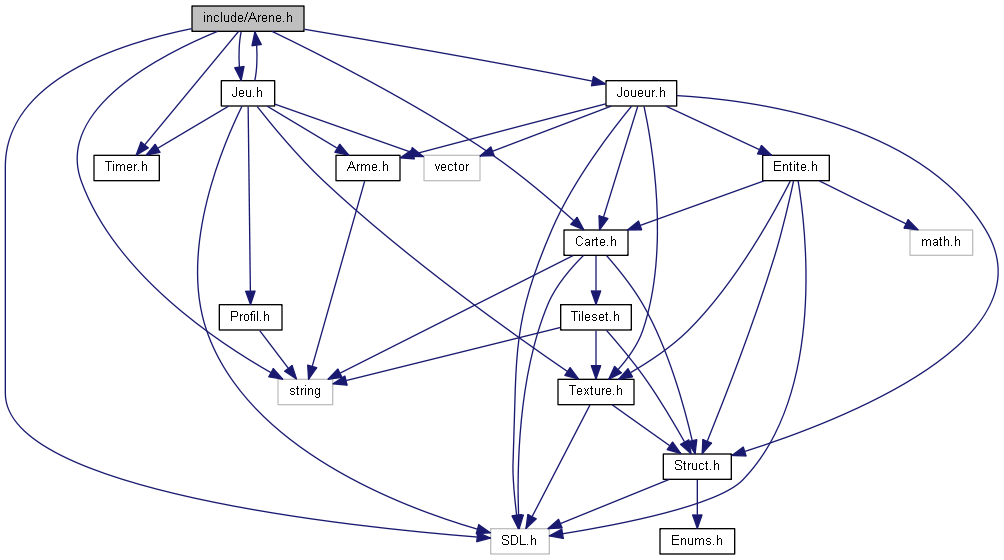 include/Arene.h
Jeu.h
Joueur.h
Timer.h
Arme.h
vector
Entite.h
Carte.h
math.h
Profil.h
Tileset.h
string
Texture.h
Struct.h
SDL.h
Enums.h